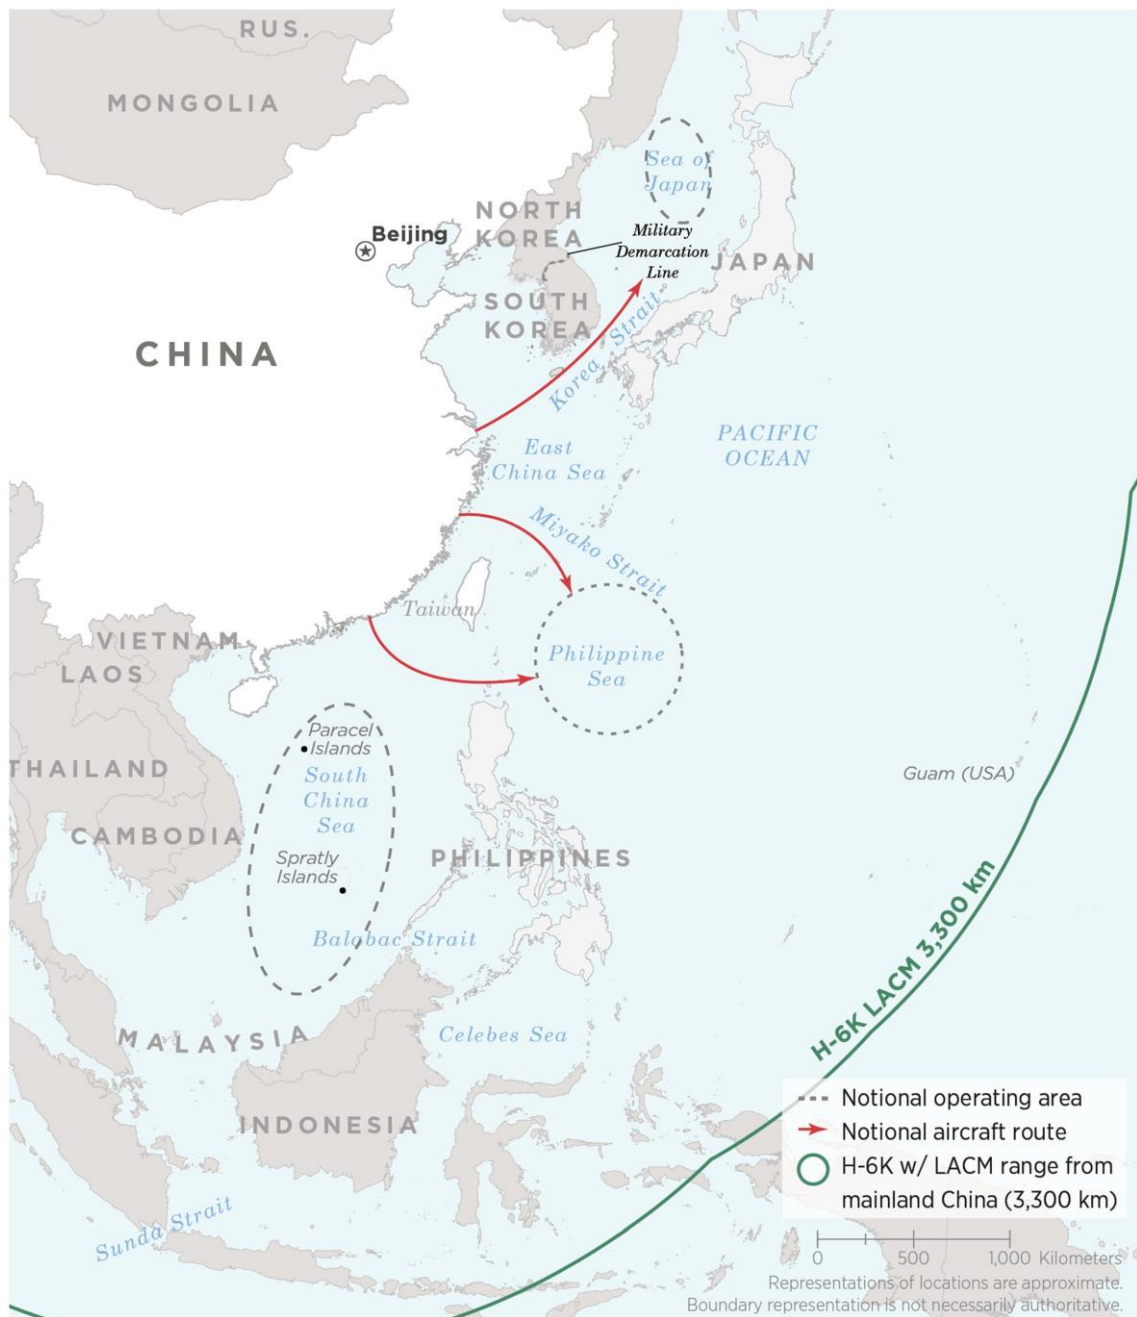 RUS.
MONGOLIA
Sea of
Japan
NORTH
KOREA
Military
Demarcation
Line
Beijing
JAPAN
SOUTH
KOREA
CHINA
Korea Strait
PACIFIC
OCEAN
East
China Sea
Miyako Strait
Taiwan
VIETNAM
LAOS
Philippine
Sea
Paracel
Islands
THAILAND
South
China
Sea
Guam (USA)
CAMBODIA
Spratly
Islands
PHILIPPINES
Balabac Strait
H-6K LACM 3,300 km
MALAYSIA
Celebes Sea
INDONESIA
Sunda Strait
Notional operating area
Notional aircraft route
H-6K w/ LACM range from
mainland China (3,300 km)
0 500 1,000 Kilometers
Representations of locations are approximate.
Boundary representation is not necessarily authoritative.